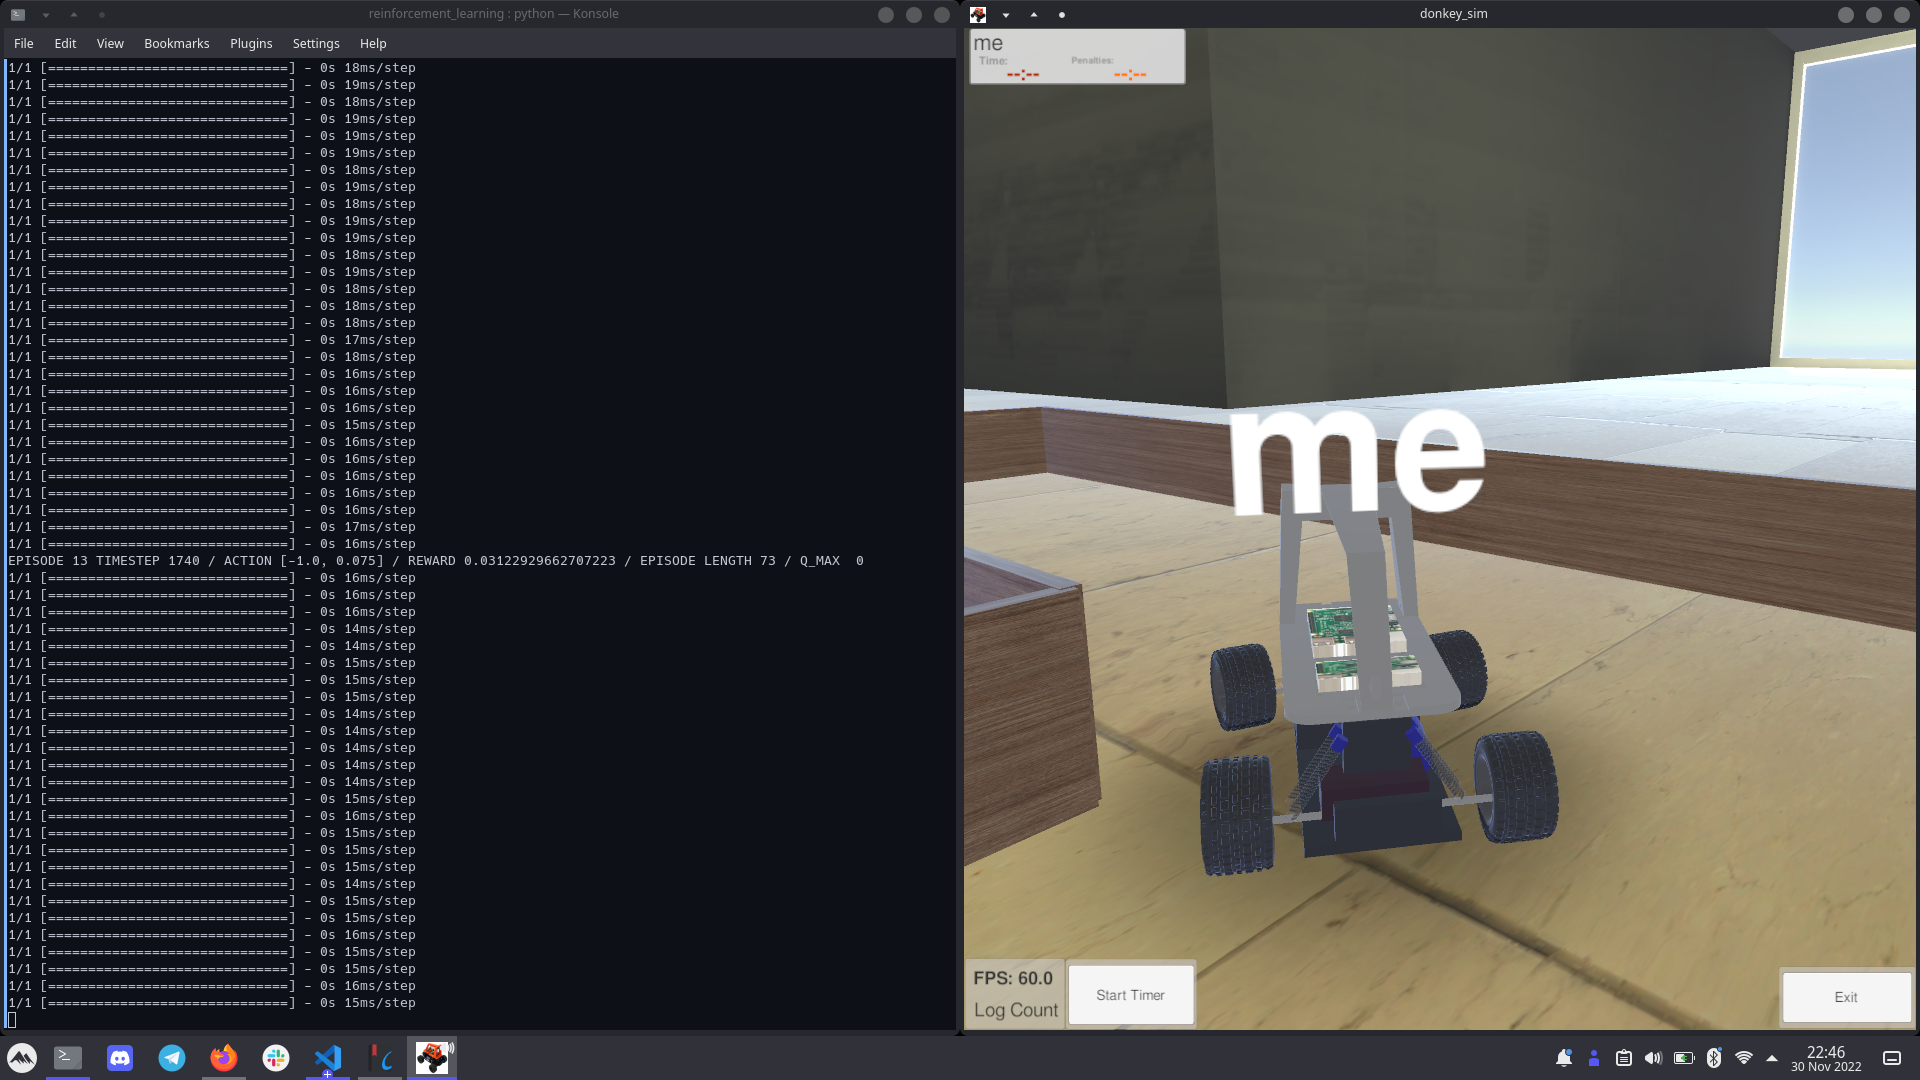 reinforcement_learning : python — Konsole
File Edit View Bookmarks Plugins Settings Help
1/1 [==============================] - 0s 18ms/step
1/1 [==============================] - 0s 19ms/step
1/1 [==============================] - 0s 18ms/step
1/1 [==============================] - 0s 19ms/step
1/1 [==============================] - 0s 19ms/step
1/1 [==============================] - 0s 19ms/step
1/1 [==============================] - 0s 18ms/step
1/1 [==============================] - 0s 19ms/step
1/1 [==============================] - 0s 18ms/step
1/1 [==============================] - 0s 19ms/step
1/1 [==============================] - 0s 19ms/step
1/1 [==============================] - 0s 18ms/step
1/1 [==============================] - 0s 19ms/step
1/1 [==============================] - 0s 18ms/step
1/1 [==============================] - 0s 18ms/step
1/1 [==============================] - 0s 18ms/step
1/1 [==============================] - 0s 17ms/step
1/1 [==============================] - 0s 18ms/step
1/1 [==============================] - 0s 16ms/step
1/1 [==============================] - 0s 16ms/step
1/1 [==============================] - 0s 16ms/step
1/1 [==============================] - 0s 15ms/step
1/1 [==============================] - 0s 16ms/step
1/1 [==============================] - 0s 16ms/step
1/1 [==============================] - 0s 16ms/step
1/1 [==============================] - 0s 16ms/step
1/1 [==============================] - 0s 16ms/step
1/1 [==============================] - 0s 17ms/step
1/1 [==============================] - 0s 16ms/step
EPISODE 13 TIMESTEP 1740 / ACTION [-1.0, 0.075] / REWARD 0.03122929662707223 / EPISODE LENGTH 73 / Q_MAX  0
1/1 [==============================] - 0s 16ms/step
1/1 [==============================] - 0s 16ms/step
1/1 [==============================] - 0s 16ms/step
1/1 [==============================] - 0s 14ms/step
1/1 [==============================] - 0s 14ms/step
1/1 [==============================] - 0s 15ms/step
1/1 [==============================] - 0s 15ms/step
1/1 [==============================] - 0s 15ms/step
1/1 [==============================] - 0s 14ms/step
1/1 [==============================] - 0s 14ms/step
1/1 [==============================] - 0s 14ms/step
1/1 [==============================] - 0s 14ms/step
1/1 [==============================] - 0s 14ms/step
1/1 [==============================] - 0s 15ms/step
1/1 [==============================] - 0s 16ms/step
1/1 [==============================] - 0s 15ms/step
1/1 [==============================] - 0s 15ms/step
1/1 [==============================] - 0s 15ms/step
1/1 [==============================] - 0s 14ms/step
1/1 [==============================] - 0s 15ms/step
1/1 [==============================] - 0s 15ms/step
1/1 [==============================] - 0s 16ms/step
1/1 [==============================] - 0s 15ms/step
1/1 [==============================] - 0s 15ms/step
1/1 [==============================] - 0s 16ms/step
1/1 [==============================] - 0s 15ms/step
donkey_sim
me
Time: Penalties:
--:-- --:--
me
FPS: 60.0
Log Count
Start Timer
Exit
22:46
30 Nov 2022